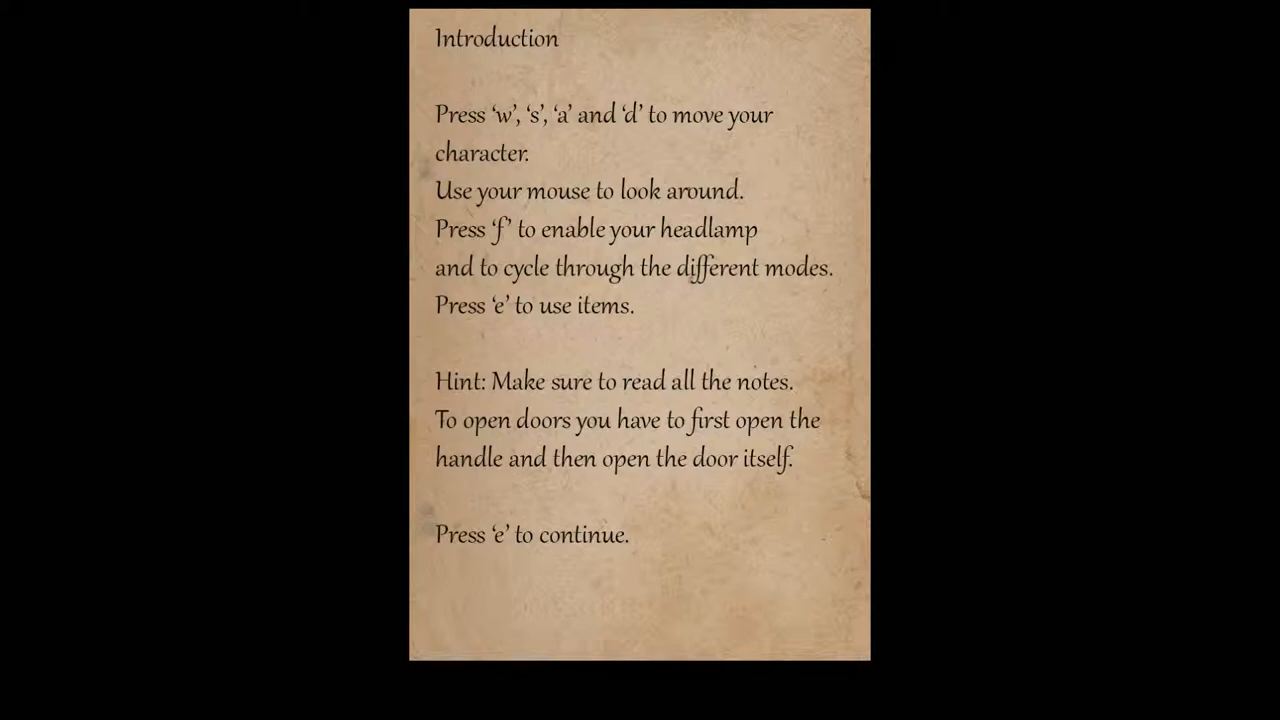 Introduction
Press ‘w’, ‘s’, ‘a’ and ‘d’ to move your
character.
Use your mouse to look around.
Press ‘f’ to enable your headlamp
and to cycle through the different modes.
Press ‘e’ to use items.
Hint: Make sure to read all the notes.
To open doors you have to first open the
handle and then open the door itself.
Press ‘e’ to continue.